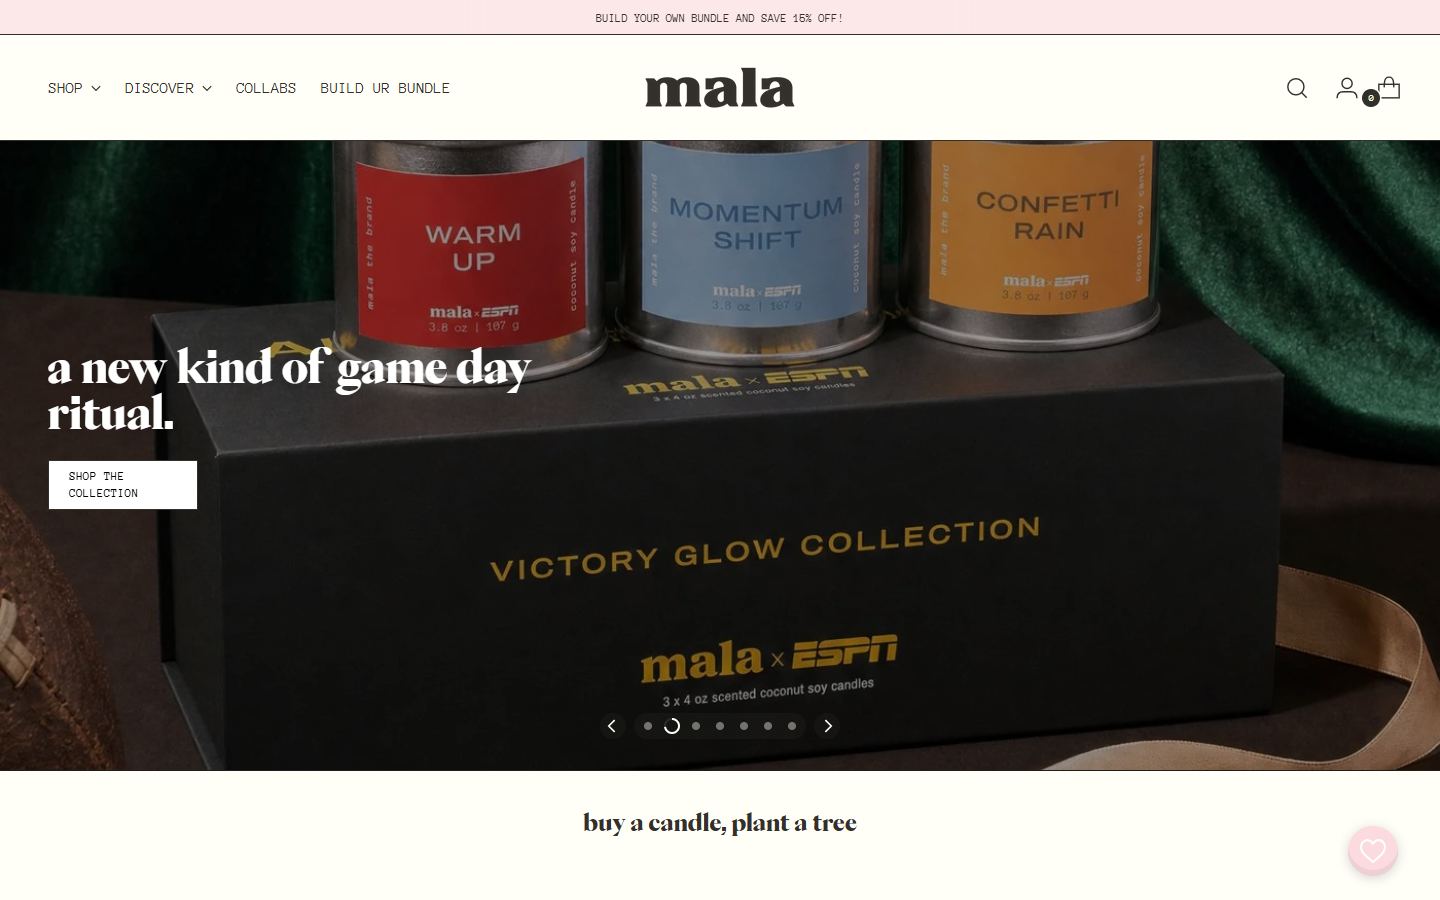 BUILD YOUR OWN BUNDLE AND SAVE 15% OFF!
SHOP
DISCOVER
COLLABS
BUILD UR BUNDLE
mala
0
mala the brand
WARM
UP
coconut soy candle
mala x ESPN
3.8 oz | 107 g
mala the brand
MOMENTUM
SHIFT
coconut soy candle
mala x ESPN
3.8 oz | 107 g
mala the brand
CONFETTI
RAIN
coconut soy candle
mala x ESPN
3.8 oz | 107 g
a new kind of game day
ritual.
SHOP THE
COLLECTION
mala x ESPN
3 x 4 oz scented coconut soy candles
VICTORY GLOW COLLECTION
mala x ESPN
3 x 4 oz scented coconut soy candles
buy a candle, plant a tree